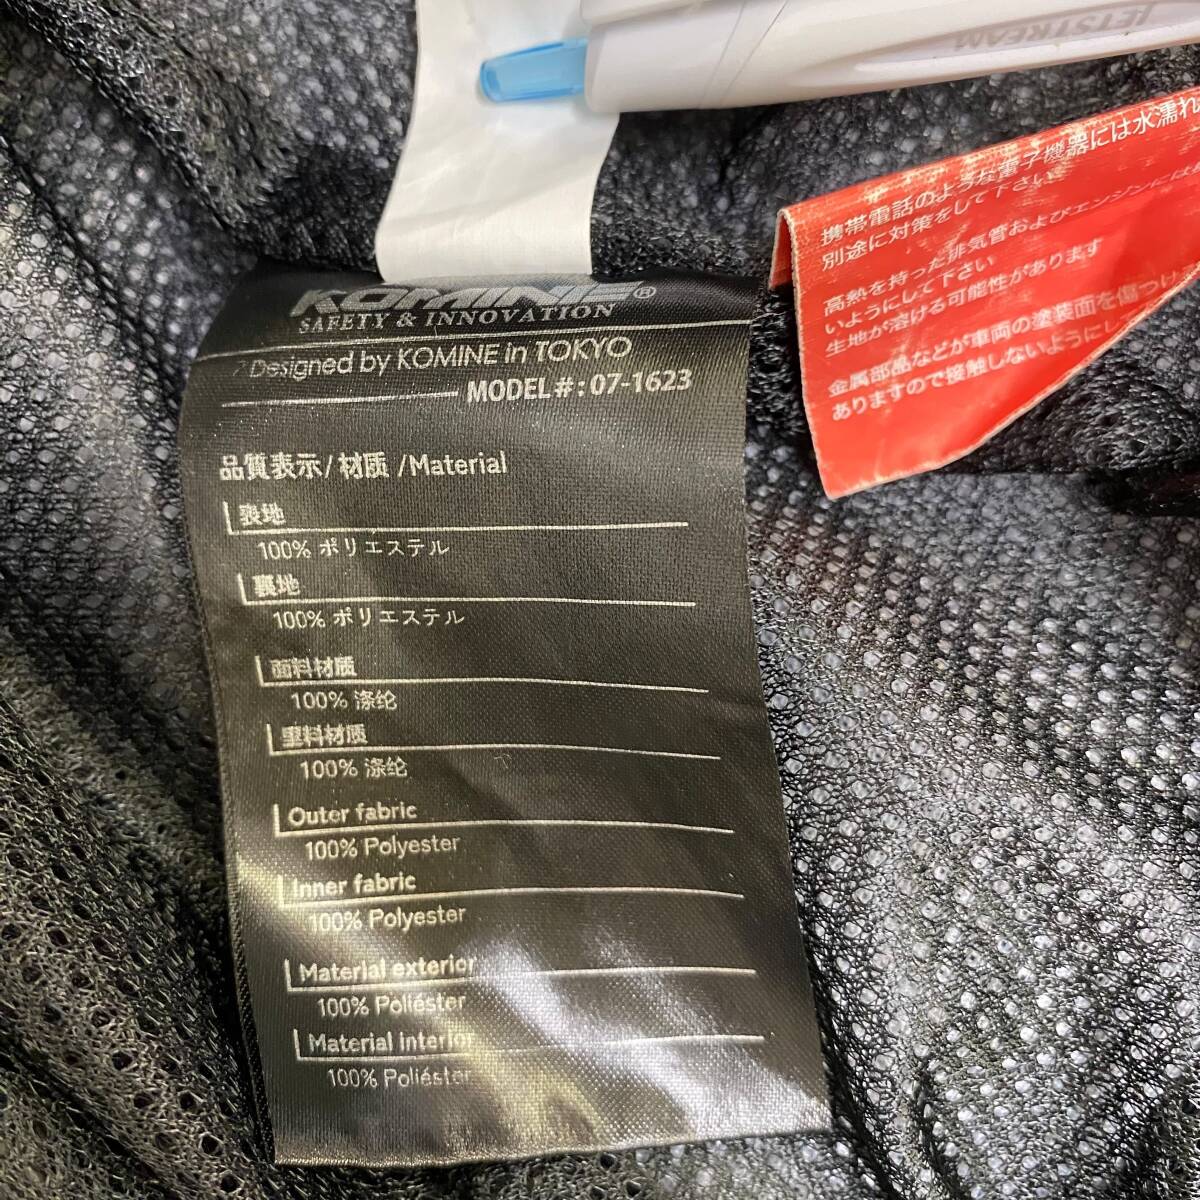 JETSTREAM
携帯電話のような電子機器には水濡れ
別途に対策をして下さい
高熱を持った排気管およびエンジンには
いようにして下さい
生地が溶ける可能性があります
金属部品などが車両の塗装面を傷つけ
ありますので接触しないようにし
KOMINE®
SAFETY & INNOVATION
Designed by KOMINE in TOKYO
MODEL#: 07-1623
品質表示/材质/Material
表地
100% ポリエステル
裏地
100% ポリエステル
面料材质
100% 涤纶
里料材质
100% 涤纶
Outer fabric
100% Polyester
Inner fabric
100% Polyester
Material exterior
100% Poliéster
Material interior
100% Poliéster